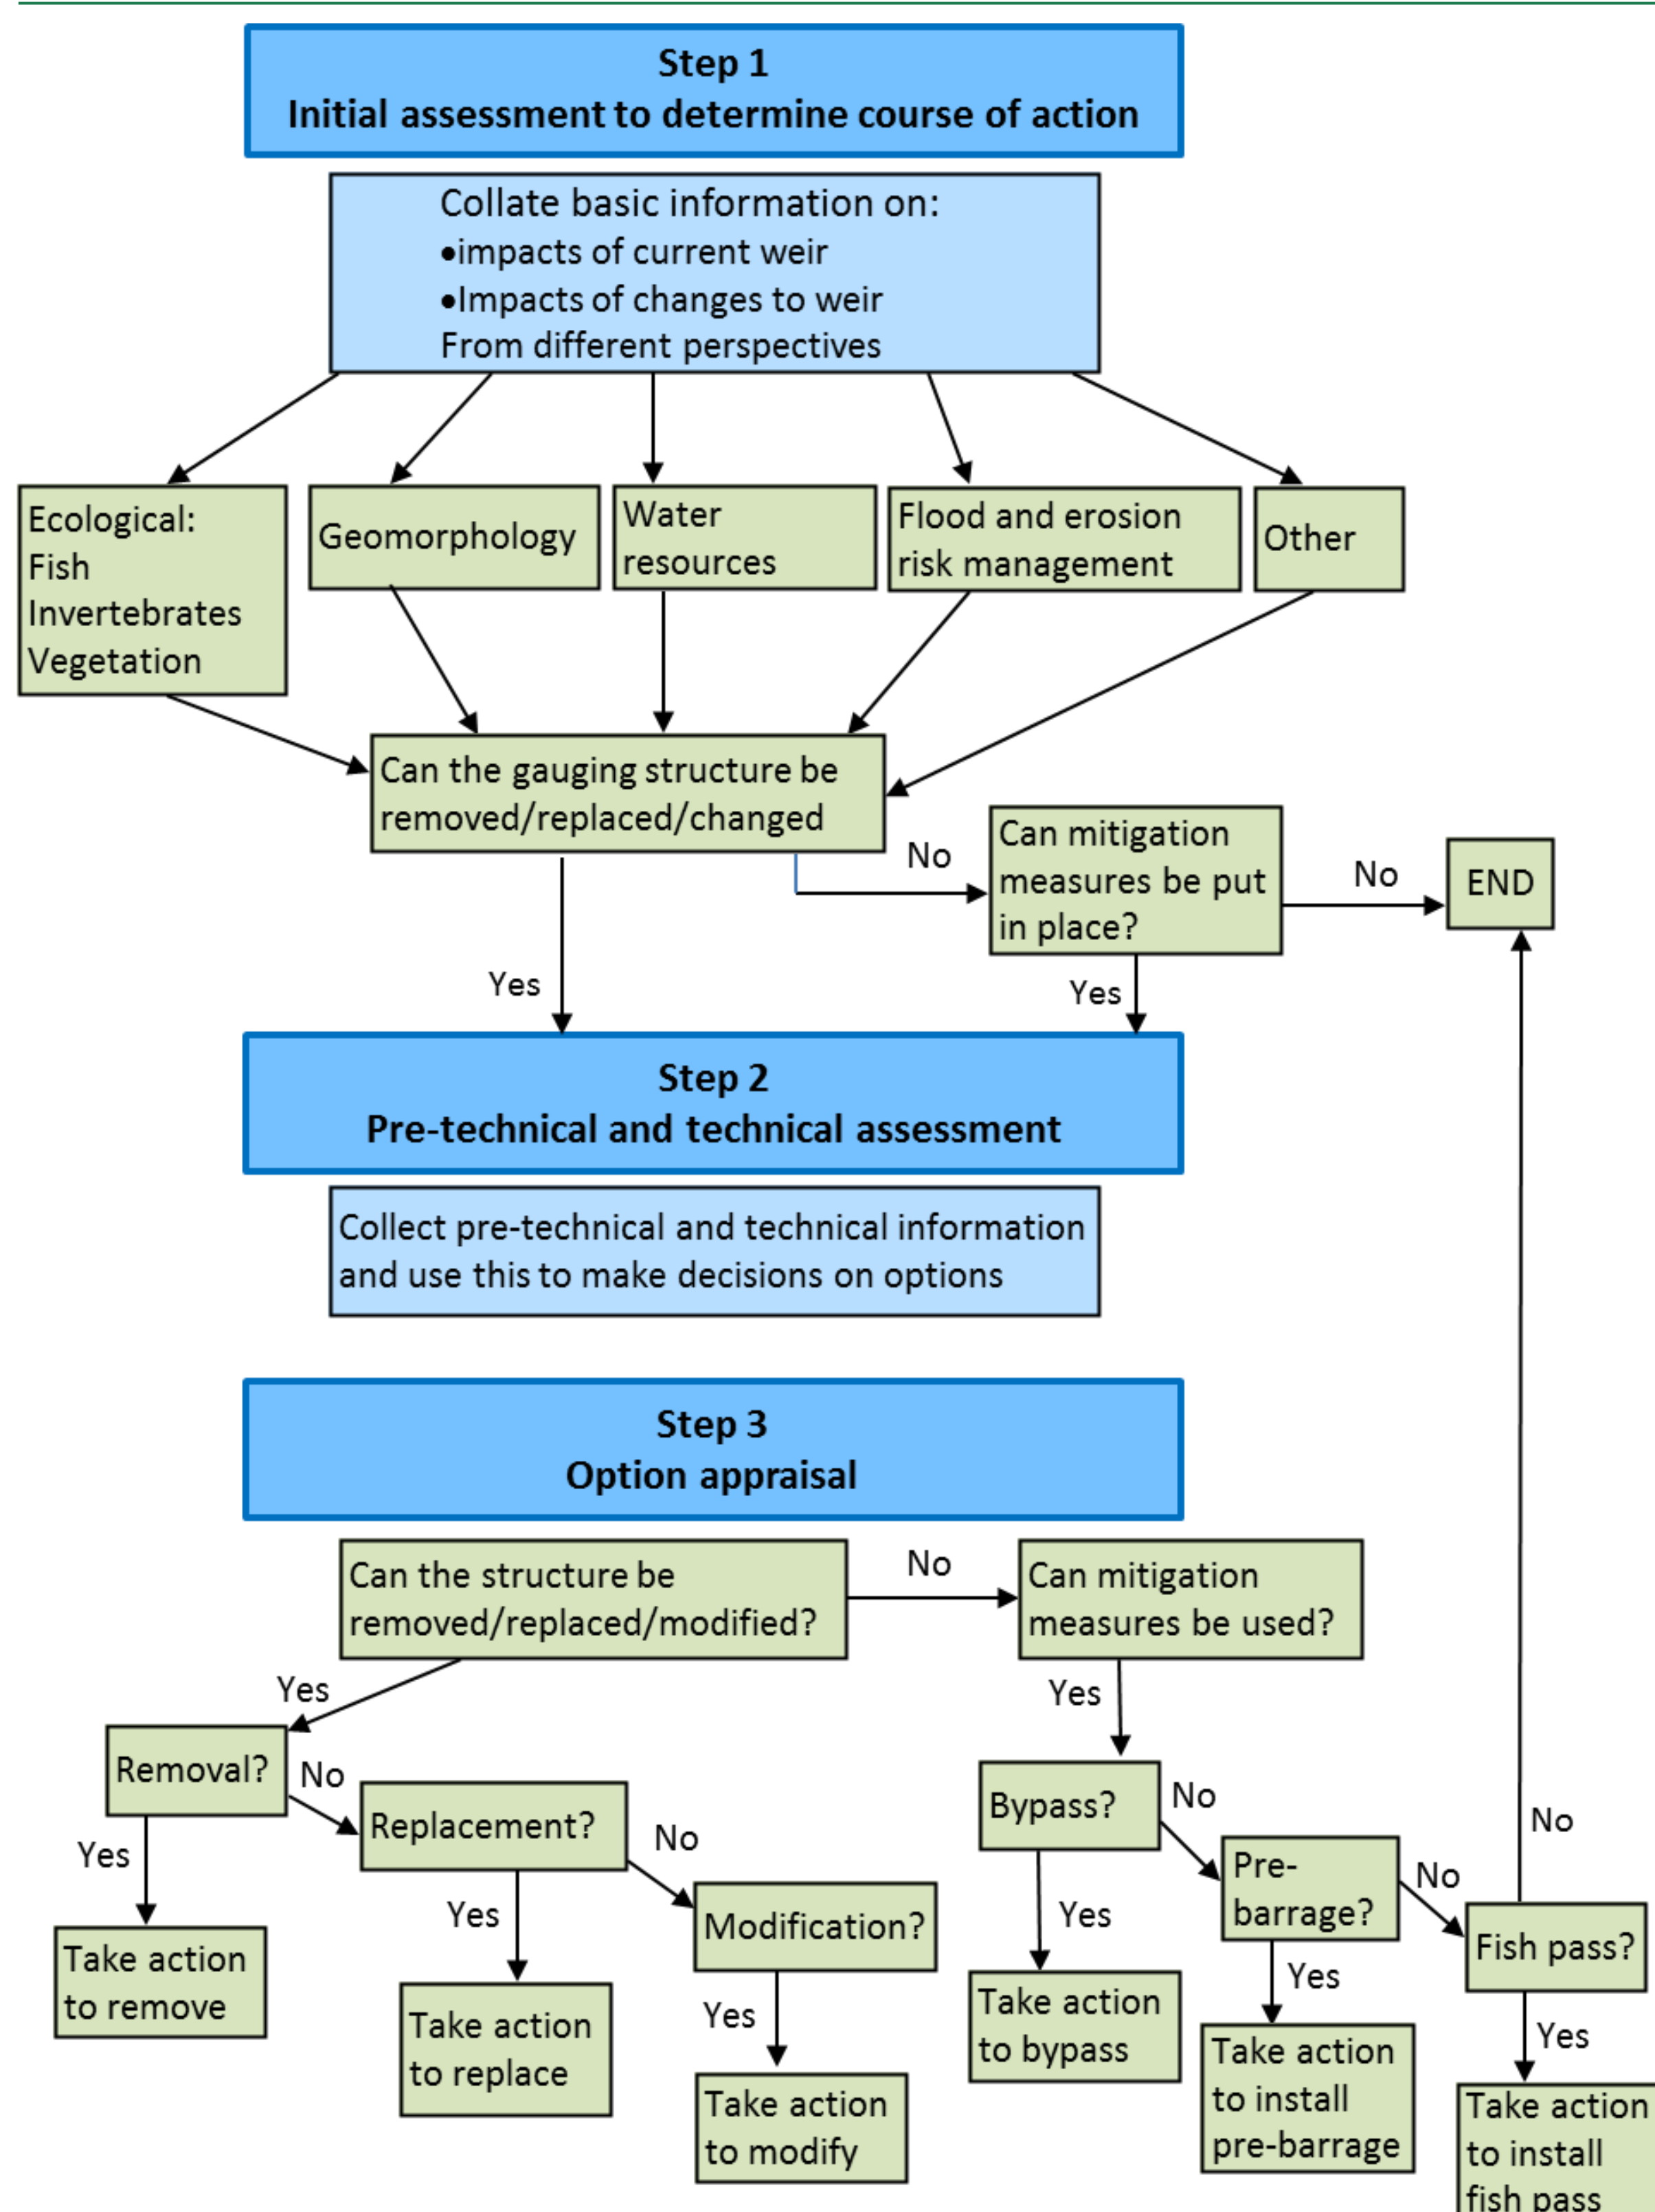 Step 1
Initial assessment to determine course of action
Collate basic information on:
•impacts of current weir
•Impacts of changes to weir
From different perspectives
Ecological:
Fish
Invertebrates
Vegetation
Geomorphology
Water
resources
Flood and erosion
risk management
Other
Can the gauging structure be
removed/replaced/changed
No
Can mitigation
measures be put
in place?
No
END
Yes
Yes
Step 2
Pre-technical and technical assessment
Collect pre-technical and technical information
and use this to make decisions on options
Step 3
Option appraisal
Can the structure be
removed/replaced/modified?
No
Can mitigation
measures be used?
Yes
Yes
Removal?
No
Replacement?
No
Modification?
Yes
Take action
to remove
Yes
Take action
to replace
Yes
Take action
to modify
Bypass?
No
Pre-
barrage?
No
Fish pass?
No
Yes
Take action
to bypass
Yes
Take action
to install
pre-barrage
Yes
Take action
to install
fish pass